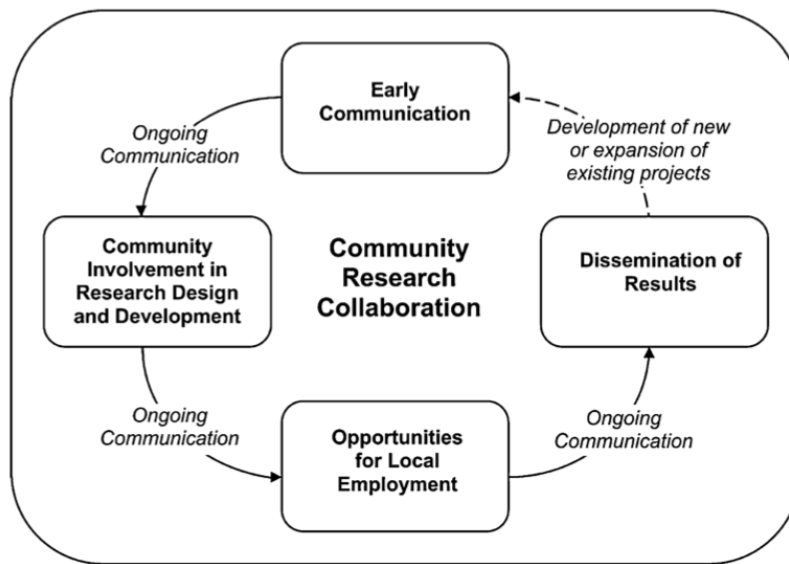 Early
Communication
Ongoing
Communication
Development of new
or expansion of
existing projects
Community
Involvement in
Research Design
and Development
Community
Research
Collaboration
Dissemination of
Results
Ongoing
Communication
Opportunities
for Local
Employment
Ongoing
Communication